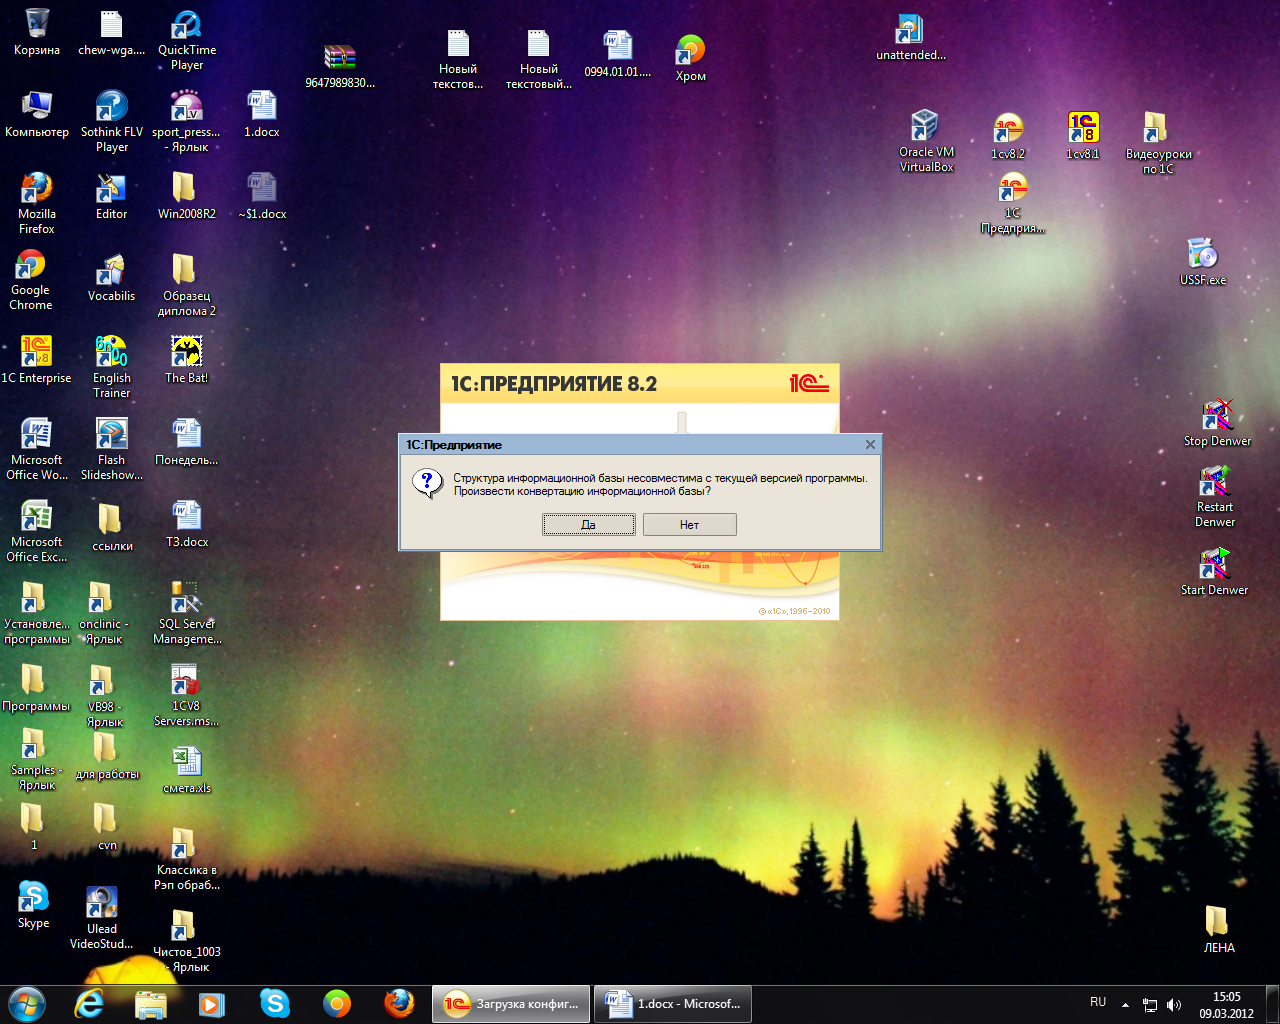 Корзина
chew-wga....
QuickTime
Player
9647989830...
Новый
текстов...
Новый
текстовый...
0994.01.01....
Хром
unattended...
Компьютер
Sothink FLV
Player
sport_press...
- Ярлык
1.docx
Oracle VM
VirtualBox
1cv8.2
1cv8.1
Видеоуроки
по 1С
Mozilla
Firefox
Editor
Win2008R2
~$1.docx
1С
Предприя...
Google
Chrome
Vocabilis
Образец
диплома 2
USSF.exe
1C Enterprise
English
Trainer
The Bat!
1С:ПРЕДПРИЯТИЕ 8.2
1С
Microsoft
Office Wo...
Flash
Slideshow...
Понедель...
Stop Denwer
1С:Предприятие
Структура информационной базы несовместима с текущей версией программы.
Произвести конвертацию информационной базы?
Да
Нет
Microsoft
Office Exc...
ссылки
ТЗ.docx
Restart
Denwer
Start Denwer
© «1С», 1996–2010
Установле...
программы
onclinic -
Ярлык
SQL Server
Manageme...
Программы
VB98 -
Ярлык
1CV8
Servers.ms...
Samples -
Ярлык
для работы
смета.xls
1
cvn
Классика в
Рэп обраб...
Skype
Ulead
VideoStud...
Чистов_1003
- Ярлык
ЛЕНА
Загрузка конфиг...
1.docx - Microsof...
RU
15:05
09.03.2012